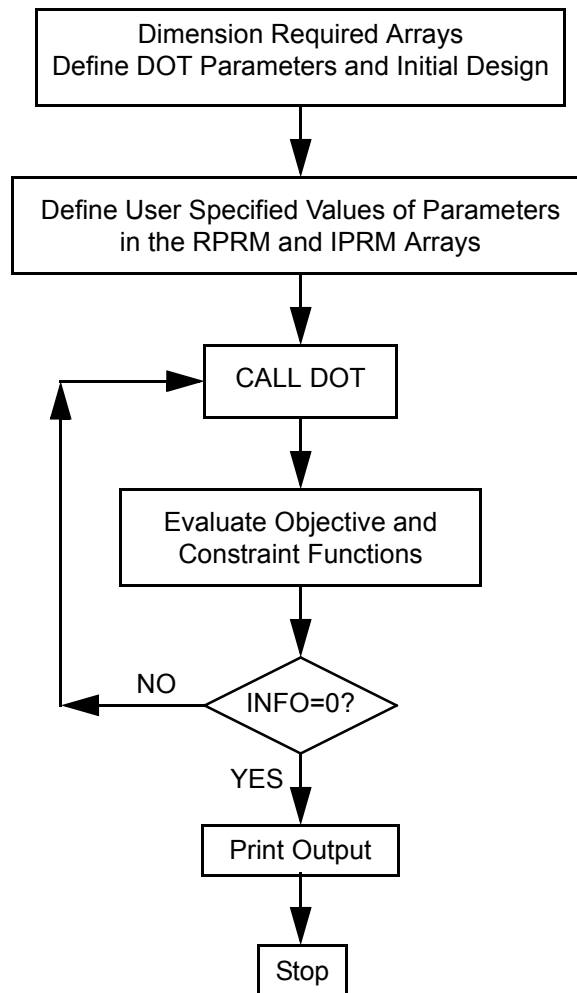 Dimension Required Arrays
Define DOT Parameters and Initial Design
Define User Specified Values of Parameters
in the RPRM and IPRM Arrays
CALL DOT
Evaluate Objective and
Constraint Functions
NO
INFO=0?
YES
Print Output
Stop